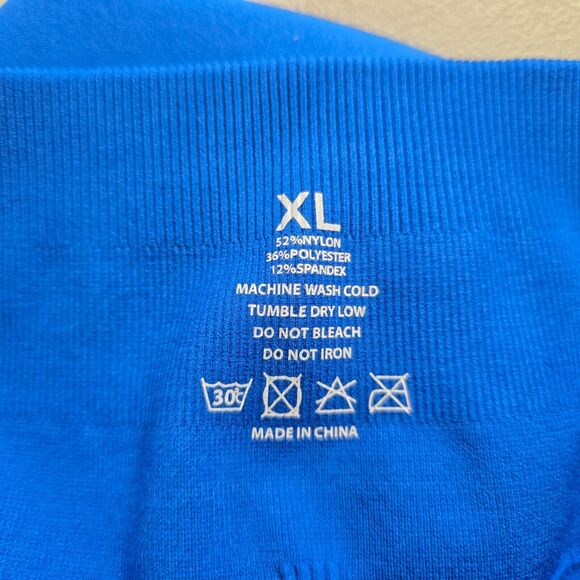 XL
52%NYLON
36%POLYESTER
12%SPANDEX
MACHINE WASH COLD
TUMBLE DRY LOW
DO NOT BLEACH
DO NOT IRON
30℃
MADE IN CHINA